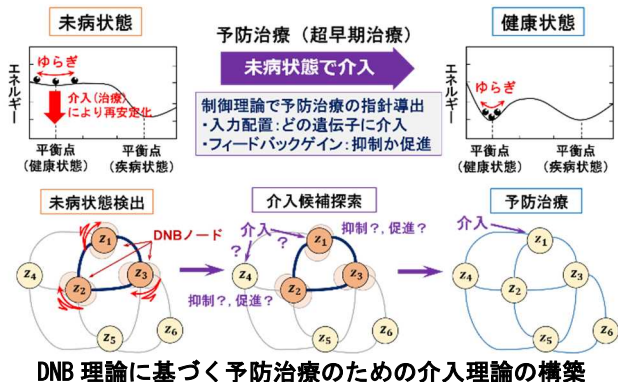 未病状態
予防治療（超早期治療）
健康状態
エネルギー
ゆらぎ
介入(治療)
により再安定化
平衡点
(健康状態)
平衡点
(疾病状態)
未病状態で介入
制御理論で予防治療の指針導出
・入力配置:どの遺伝子に介入
・フィードバックゲイン:抑制か促進
エネルギー
ゆらぎ
平衡点
(健康状態)
平衡点
(疾病状態)
未病状態検出
介入候補探索
予防治療
DNBノード
z1
z2
z3
z4
z5
z6
介入
?
?
抑制?, 促進?
抑制?, 促進?
z1
z2
z3
z4
z5
z6
介入
z1
z2
z3
z4
z5
z6
DNB 理論に基づく予防治療のための介入理論の構築